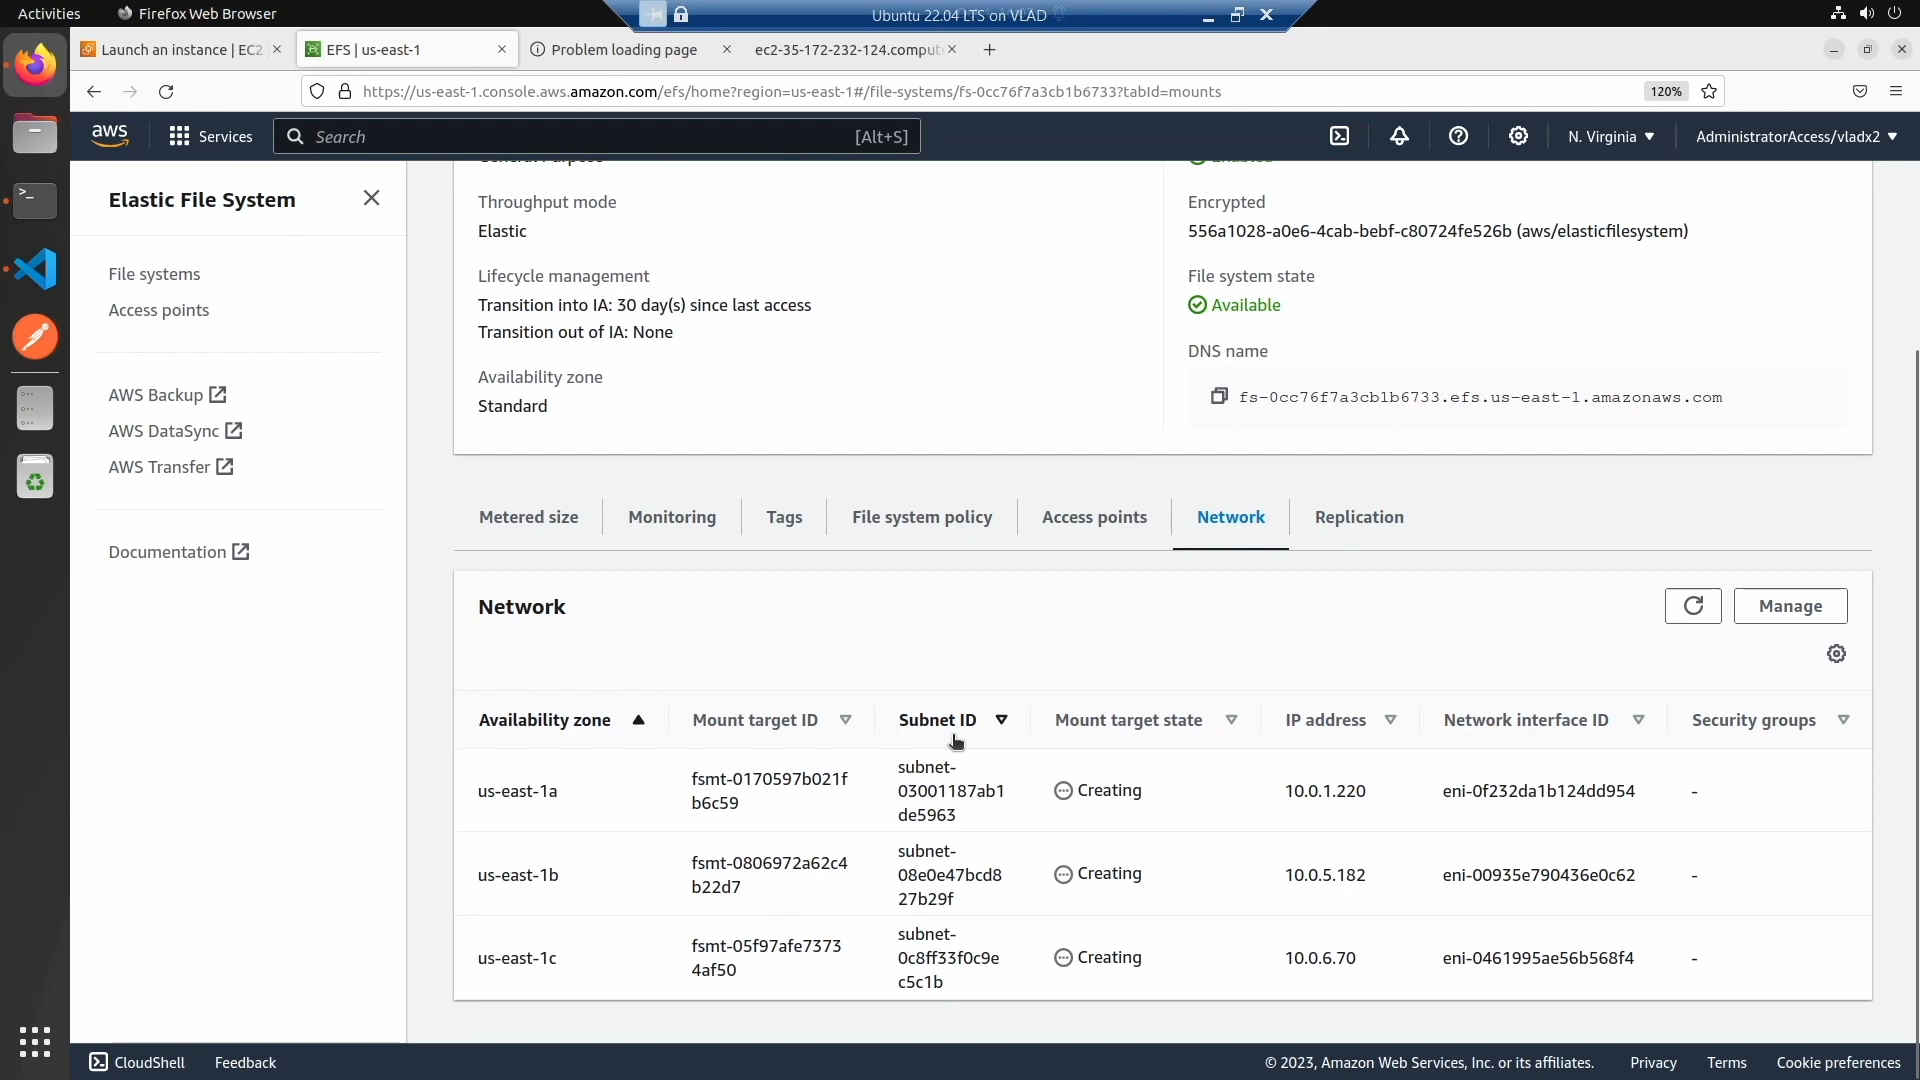 Activities
Firefox Web Browser
Ubuntu 22.04 LTS on VLAD
Launch an instance | EC2
EFS | us-east-1
Problem loading page
ec2-35-172-232-124.comput
https://us-east-1.console.aws.amazon.com/efs/home?region=us-east-1#/file-systems/fs-0cc76f7a3cb1b6733?tabId=mounts
120%
aws
Services
Search
[Alt+S]
N. Virginia
AdministratorAccess/vladx2
Elastic File System
File systems
Access points
AWS Backup
AWS DataSync
AWS Transfer
Documentation
General Purpose
Throughput mode
Elastic
Lifecycle management
Transition into IA: 30 day(s) since last access
Transition out of IA: None
Availability zone
Standard
Enabled
Encrypted
556a1028-a0e6-4cab-bebf-c80724fe526b (aws/elasticfilesystem)
File system state
Available
DNS name
fs-0cc76f7a3cb1b6733.efs.us-east-1.amazonaws.com
Metered size
Monitoring
Tags
File system policy
Access points
Network
Replication
Network
Manage
Availability zone
Mount target ID
Subnet ID
Mount target state
IP address
Network interface ID
Security groups
us-east-1a
fsmt-0170597b021f
b6c59
subnet-
03001187ab1
de5963
Creating
10.0.1.220
eni-0f232da1b124dd954
-
us-east-1b
fsmt-0806972a62c4
b22d7
subnet-
08e0e47bcd8
27b29f
Creating
10.0.5.182
eni-00935e790436e0c62
-
us-east-1c
fsmt-05f97afe7373
4af50
subnet-
0c8ff33f0c9e
c5c1b
Creating
10.0.6.70
eni-0461995ae56b568f4
-
CloudShell
Feedback
© 2023, Amazon Web Services, Inc. or its affiliates.
Privacy
Terms
Cookie preferences